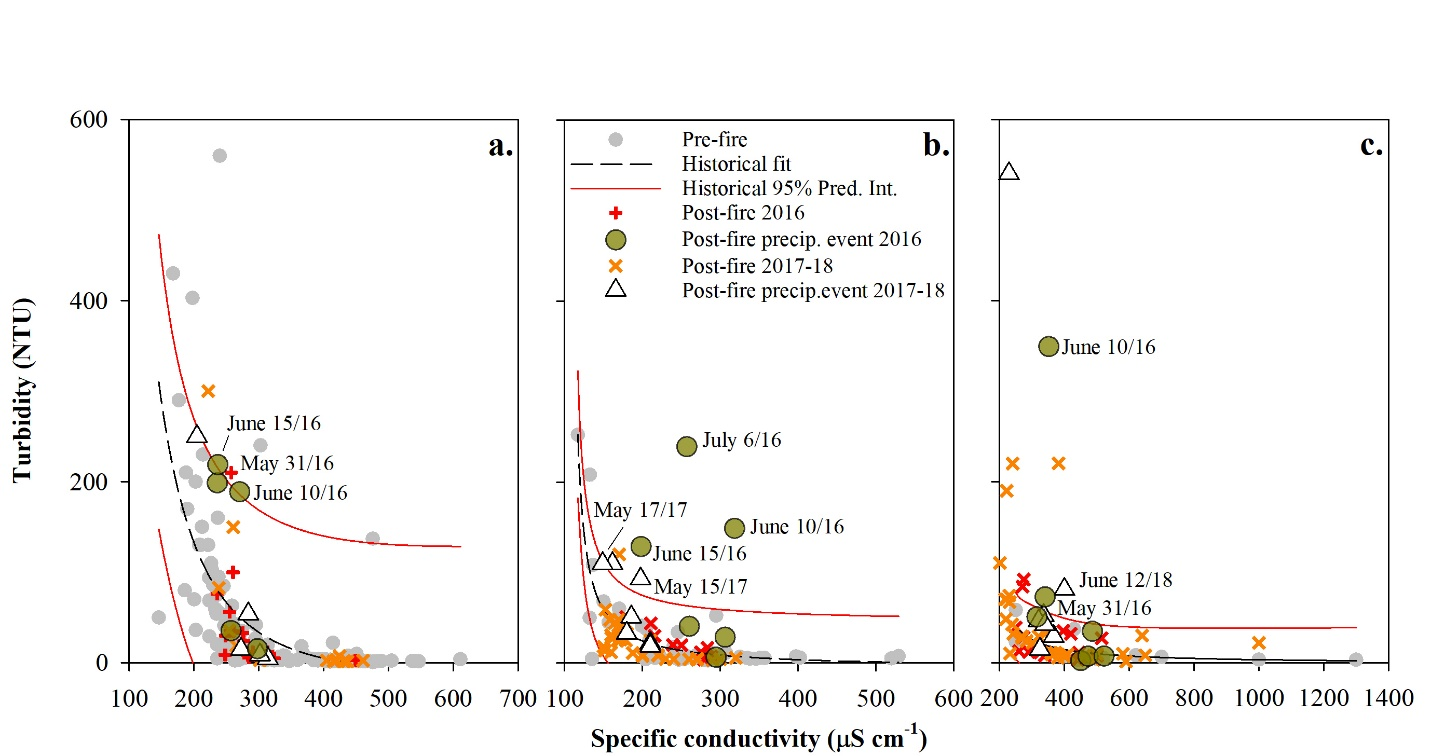 600
400
200
0
Turbidity (NTU)
a.
June 15/16
May 31/16
June 10/16
100 200 300 400 500 600 700
b.
Pre-fire
Historical fit
Historical 95% Pred. Int.
Post-fire 2016
Post-fire precip. event 2016
Post-fire 2017-18
Post-fire precip.event 2017-18
July 6/16
May 17/17
June 10/16
June 15/16
May 15/17
100 200 300 400 500 600
c.
June 10/16
June 12/18
May 31/16
200 400 600 800 1000 1200 1400
Specific conductivity (µS cm⁻¹)